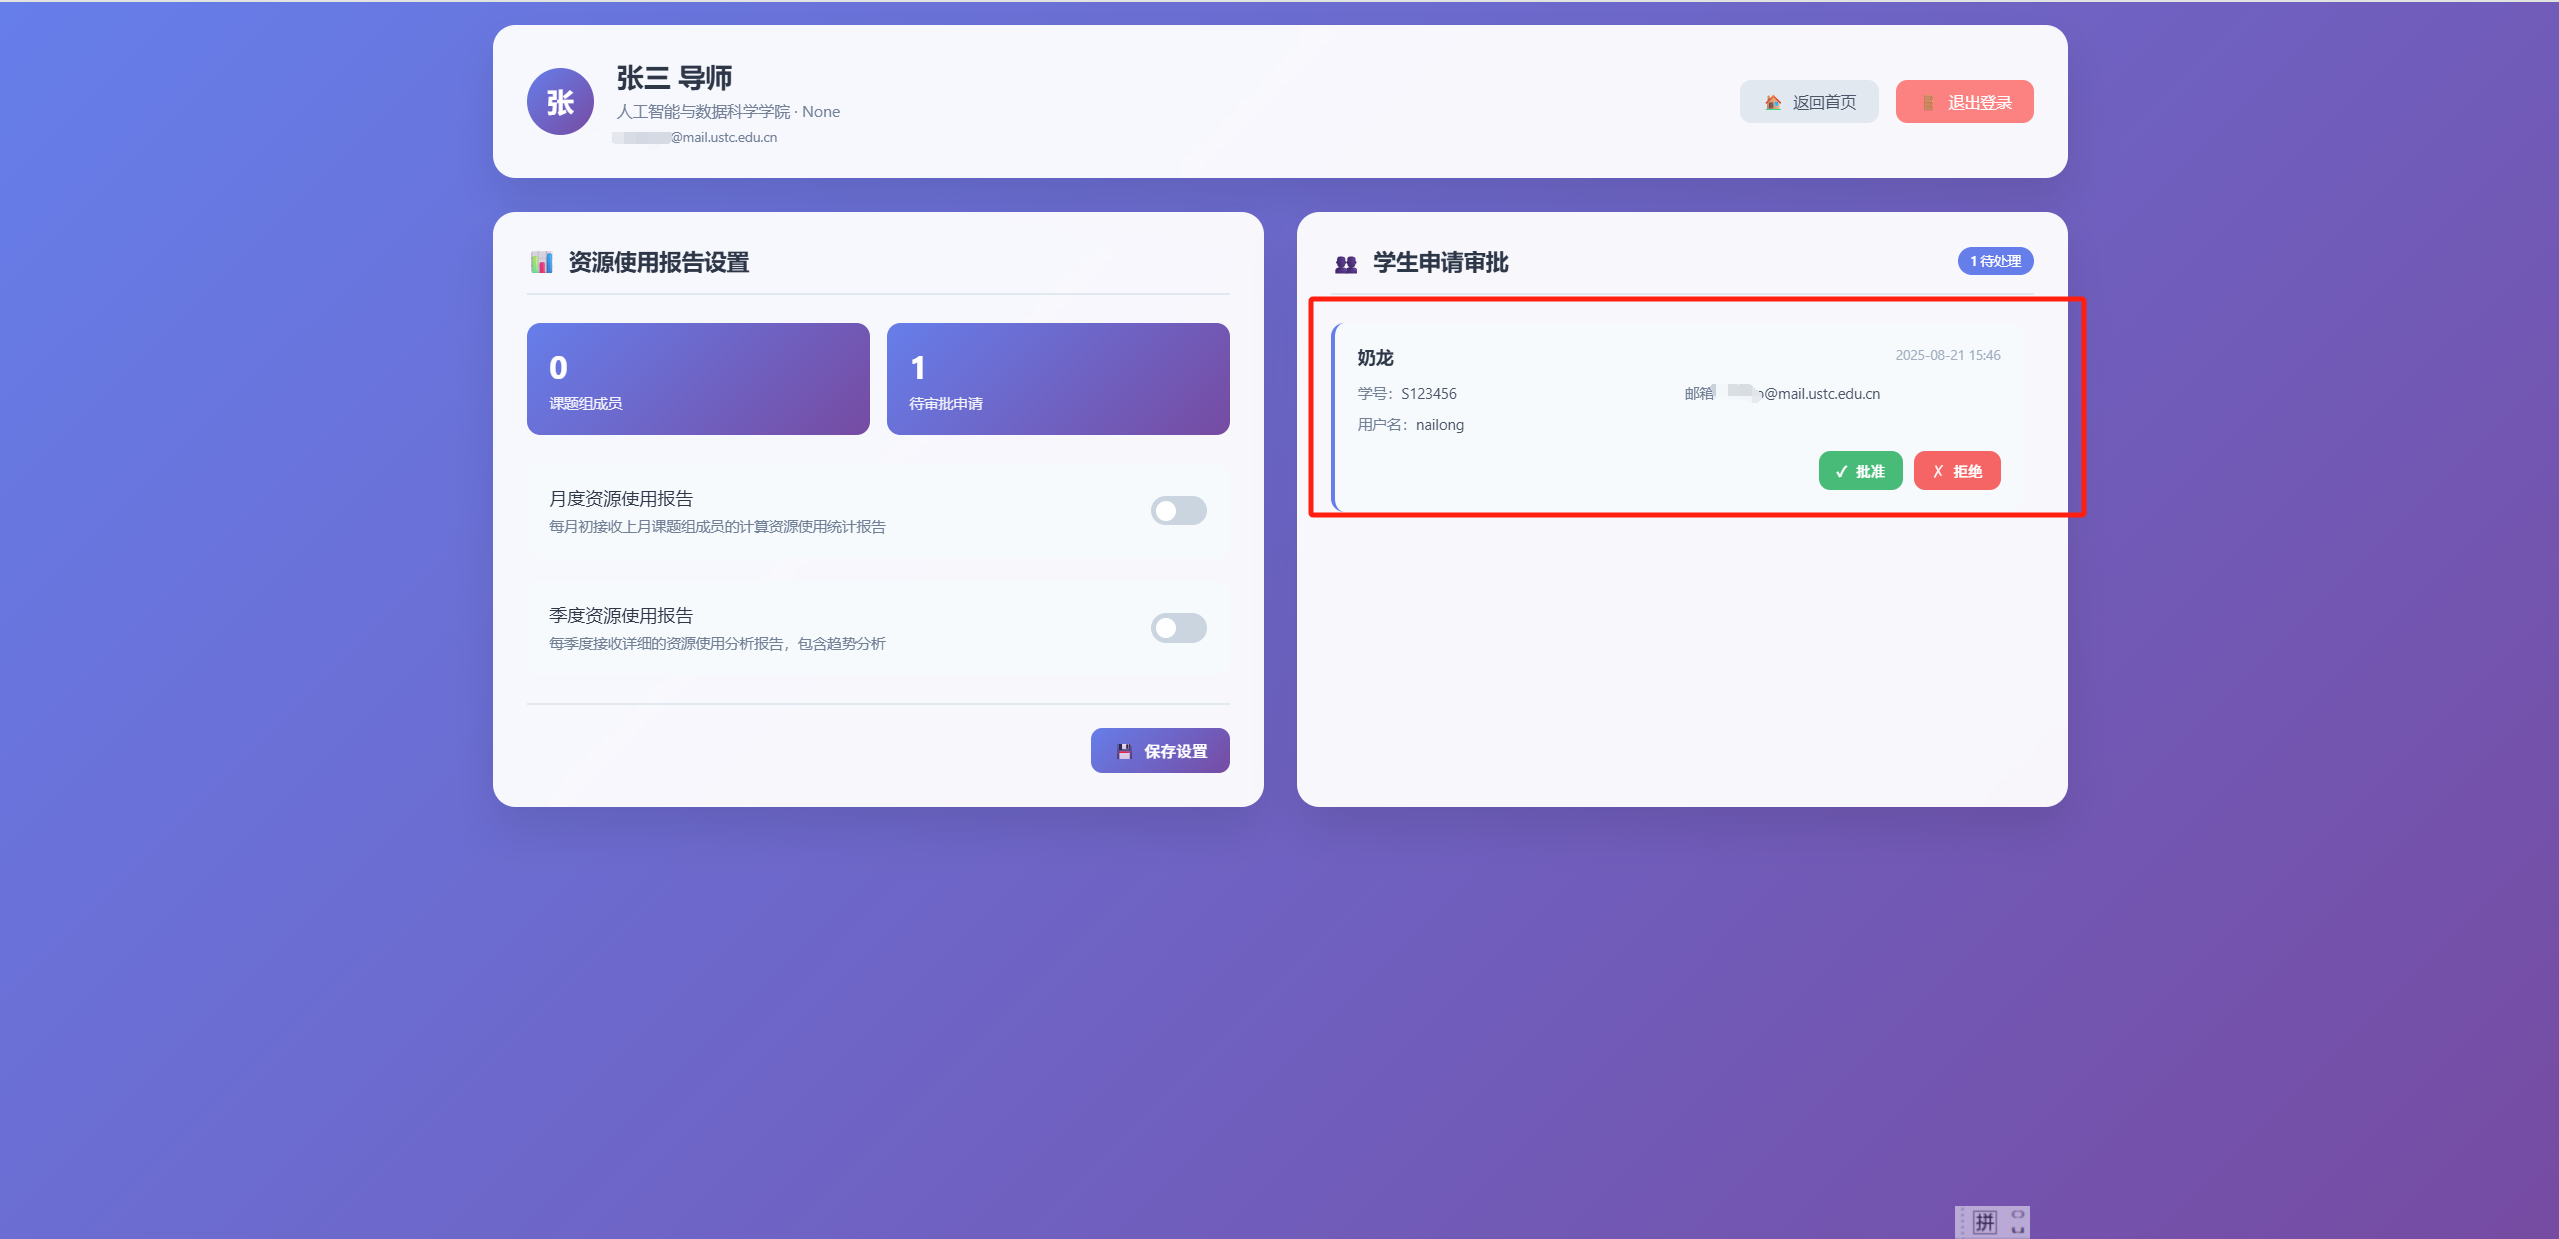 张
张三 导师
人工智能与数据科学学院 · None
@mail.ustc.edu.cn
返回首页
退出登录
资源使用报告设置
0
课题组成员
1
待审批申请
月度资源使用报告
每月初接收上月课题组成员的计算资源使用统计报告
季度资源使用报告
每季度接收详细的资源使用分析报告，包含趋势分析
保存设置
学生申请审批
1 待处理
奶龙
2025-08-21 15:46
学号：S123456
邮箱 @mail.ustc.edu.cn
用户名：nailong
✓ 批准
✗ 拒绝
拼